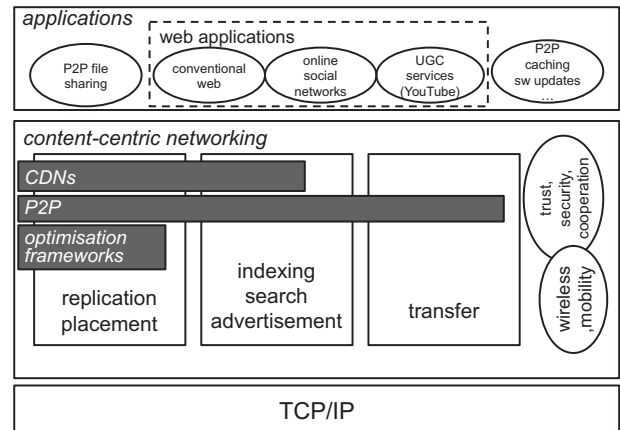 applications
web applications
P2P file
sharing
conventional
web
online
social
networks
UGC
services
(YouTube)
P2P
caching
sw updates
...
content-centric networking
CDNs
P2P
optimisation
frameworks
replication
placement
indexing
search
advertisement
transfer
trust,
security,
cooperation
wireless
,mobility
TCP/IP